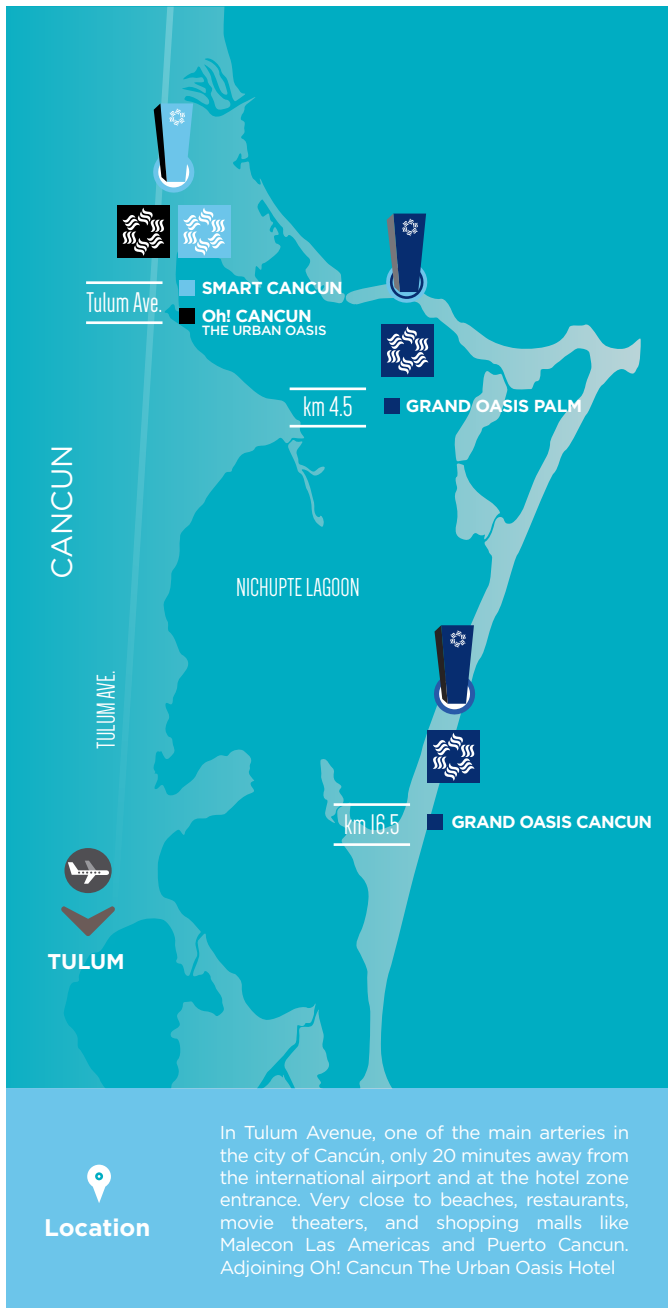 SMART CANCUN
Tulum Ave.
Oh! CANCUN
THE URBAN OASIS
km 4.5
GRAND OASIS PALM
CANCUN
NICHUPTE LAGOON
TULUM AVE.
km 16.5
GRAND OASIS CANCUN
TULUM
Location
In Tulum Avenue, one of the main arteries in
the city of Cancún, only 20 minutes away from
the international airport and at the hotel zone
entrance. Very close to beaches, restaurants,
movie theaters, and shopping malls like
Malecon Las Americas and Puerto Cancun.
Adjoining Oh! Cancun The Urban Oasis Hotel